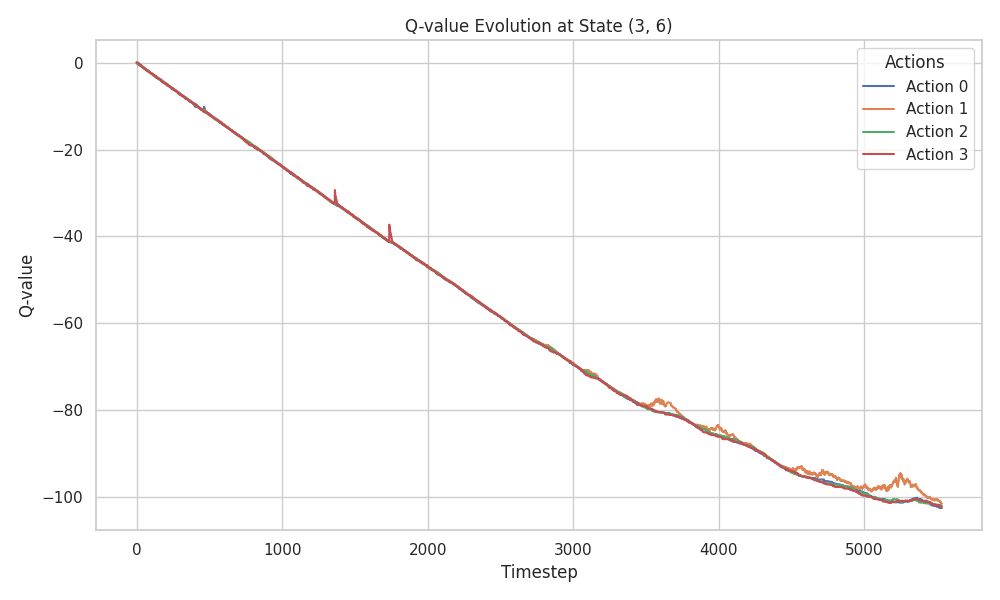 Q-value Evolution at State (3, 6)
Actions
Action 0
Action 1
Action 2
Action 3
Q-value
0
−20
−40
−60
−80
−100
0
1000
2000
3000
4000
5000
Timestep